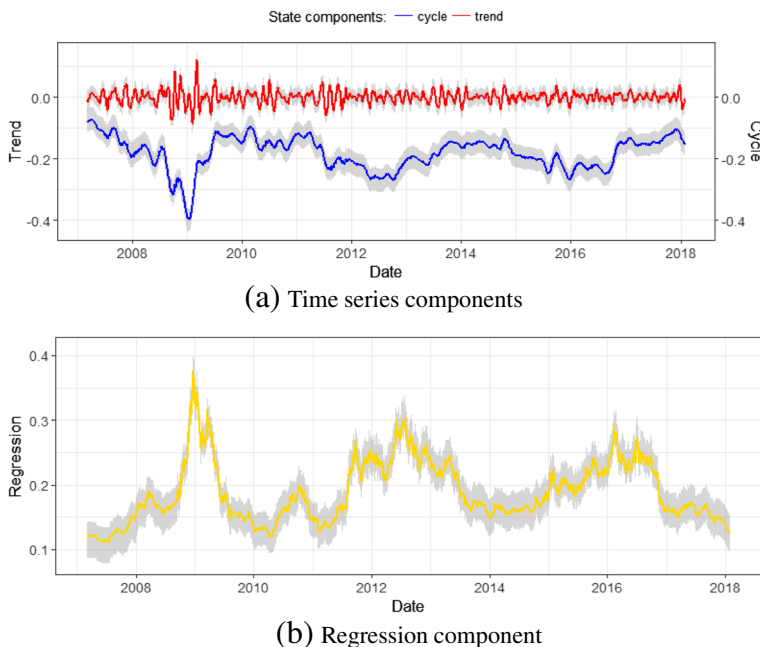 State components: cycle trend
0.0
-0.2
-0.4
Trend
0.0
-0.2
-0.4
Cycle
2008 2010 2012 2014 2016 2018
Date
(a) Time series components
0.4
0.3
0.2
0.1
Regression
2008 2010 2012 2014 2016 2018
Date
(b) Regression component